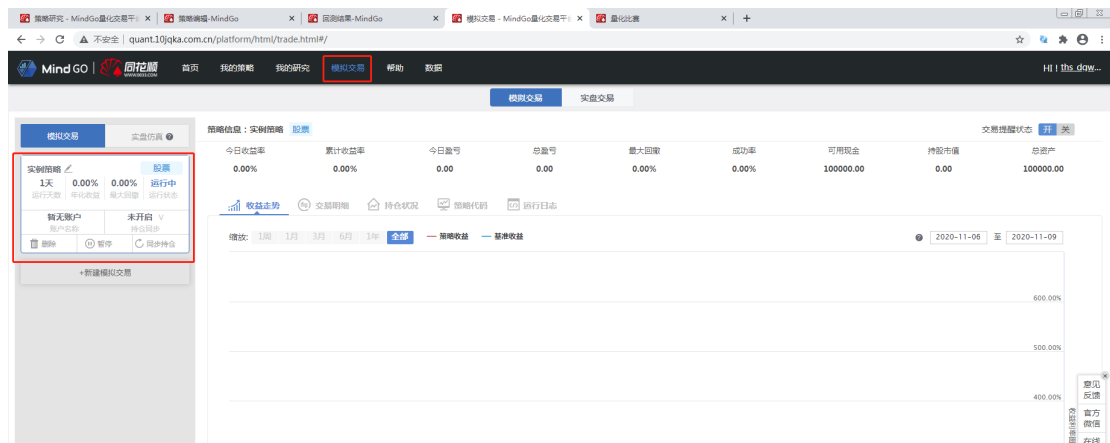 策略研究 - MindGo量化交易平台
策略编辑-MindGo
回测结果-MindGo
模拟交易 - MindGo量化交易平台
量化比赛
不安全 | quant.10jqka.com.cn/platform/html/trade.html#/
Mind GO | 同花顺 首页 我的策略 我的研究 模拟交易 帮助 数据 HI ! ths_dqw...
WWW.0033.COM
模拟交易 实盘交易
模拟交易 实盘仿真
策略信息：实例策略 股票 交易提醒状态 开 关
今日收益率 累计收益率 今日盈亏 总盈亏 最大回撤 成功率 可用现金 持股市值 总资产
0.00% 0.00% 0.00 0.00 0.00% 0.00% 100000.00 0.00 100000.00
实例策略 股票
1天 0.00% 0.00% 运行中
运行天数 年化收益 最大回撤 运行状态
暂无账户 未开启
账户名称 持仓同步
删除 暂停 同步持仓
+新建模拟交易
收益走势 交易明细 持仓状况 策略代码 运行日志
缩放: 1周 1月 3月 6月 1年 全部 策略收益 基准收益 2020-11-06 至 2020-11-09
600.00%
500.00%
400.00%
意见
反馈
官方
微信
在线